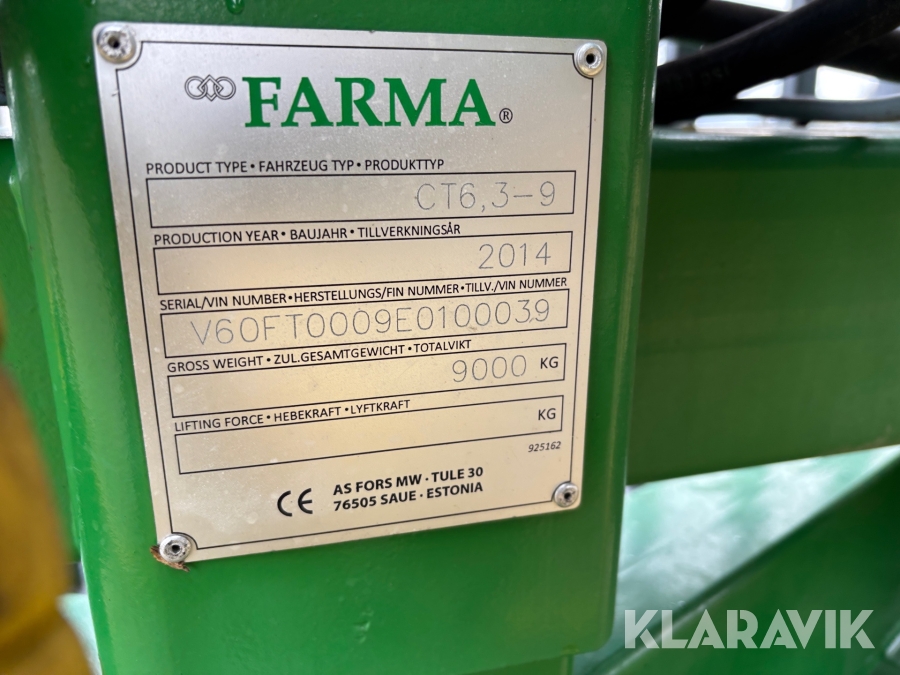 FARMA®
PRODUCT TYPE • FAHRZEUG TYP • PRODUKTTYP
CT6,3-9
PRODUCTION YEAR • BAUJAHR • TILLVERKNINGSÅR
2014
SERIAL/VIN NUMBER • HERSTELLUNGS/FIN NUMMER • TILLV./VIN NUMMER
V60FT0009E0100039
GROSS WEIGHT • ZUL.GESAMTGEWICHT • TOTALVIKT
9000 KG
LIFTING FORCE • HEBEKRAFT • LYFTKRAFT
KG
925162
CE AS FORS MW · TULE 30
76505 SAUE · ESTONIA
KLARAVIK